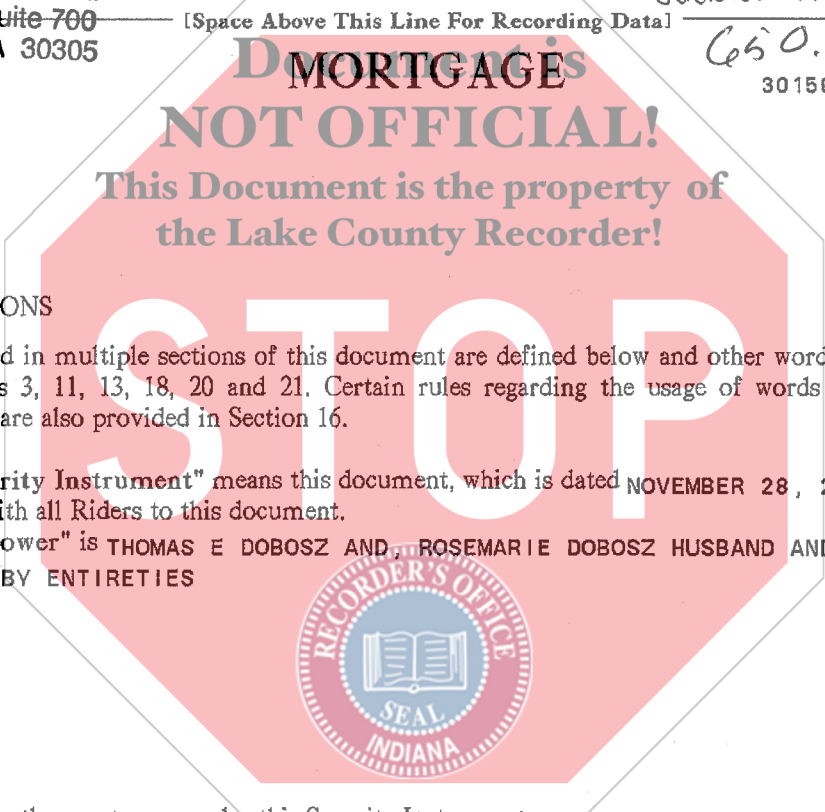 uite 700 [Space Above This Line For Recording Data]
A 30305
650.
3015
Document is
MORTGAGE
NOT OFFICIAL!
This Document is the property of
the Lake County Recorder!
ONS
d in multiple sections of this document are defined below and other word
s 3, 11, 13, 18, 20 and 21. Certain rules regarding the usage of words
are also provided in Section 16.
STOP
rity Instrument" means this document, which is dated NOVEMBER 28,
ith all Riders to this document.
ower" is THOMAS E DOBOSZ AND, ROSEMARIE DOBOSZ HUSBAND AND
BY ENTIRETIES
RECORDER'S OFFICE
SEAL
INDIANA